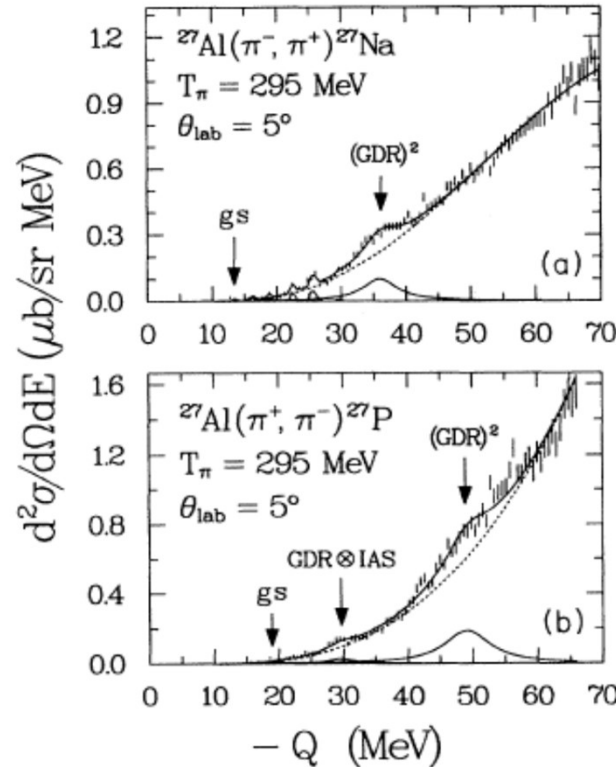 ²⁷Al(π⁻, π⁺)²⁷Na
T_π = 295 MeV
θ_lab = 5°
(GDR)²
gs
(a)
1.2
0.9
0.6
0.3
0.0
0 10 20 30 40 50 60 70
²⁷Al(π⁺, π⁻)²⁷P
T_π = 295 MeV
θ_lab = 5°
(GDR)²
GDR⊗IAS
gs
(b)
1.6
1.2
0.8
0.4
0.0
0 10 20 30 40 50 60 70
−Q (MeV)
d²σ/dΩdE (μb/sr MeV)